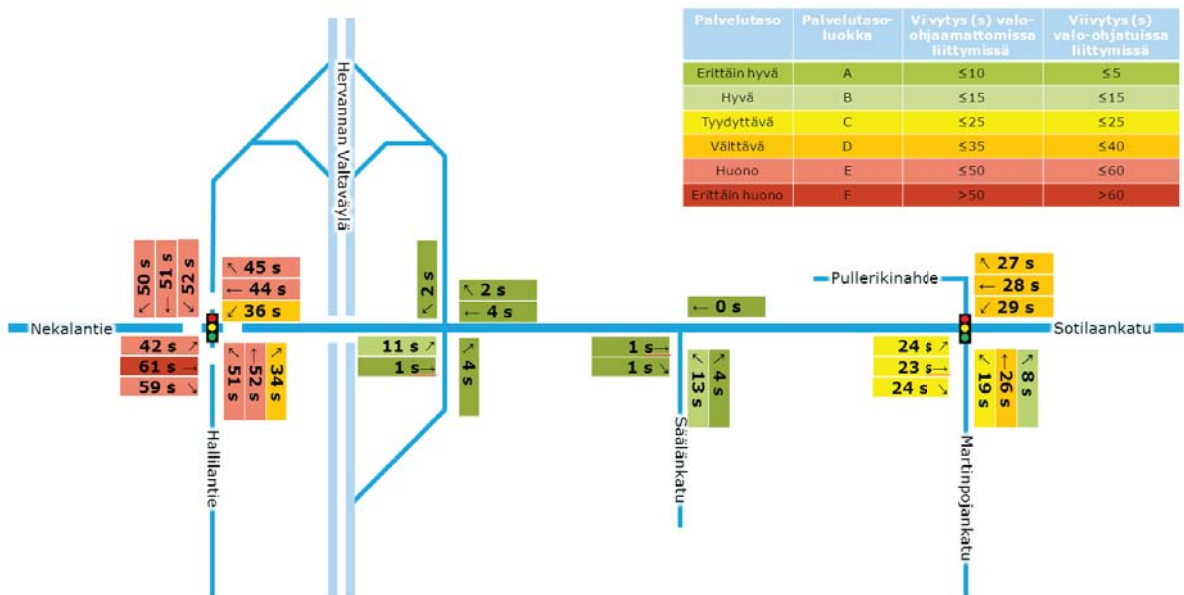 Palvelutaso Palvelutaso-luokka Viivytys (s) valo-ohjaamattomissa liittymissä Viivytys (s) valo-ohjatuissa liittymissä
Erittäin hyvä A ≤10 ≤5
Hyvä B ≤15 ≤15
Tyydyttävä C ≤25 ≤25
Välttävä D ≤35 ≤40
Huono E ≤50 ≤60
Erittäin huono F >50 >60
Hervannan Valtaväylä
↙ 50 s
← 51 s
↘ 52 s
↖ 45 s
← 44 s
↙ 36 s
Nekalantie
42 s ↗
61 s →
59 s ↘
↖ 51 s
← 52 s
↗ 34 s
Hallilantie
↙ 2 s
↖ 2 s
← 4 s
11 s ↗
1 s →
↗ 4 s
← 0 s
1 s →
1 s ↘
↖ 13 s
↗ 4 s
Säälänkatu
Pullerikinahde
↖ 27 s
← 28 s
↙ 29 s
Sotilaankatu
24 s ↗
23 s →
24 s ↘
↖ 19 s
← 26 s
↗ 8 s
Martinpojankatu